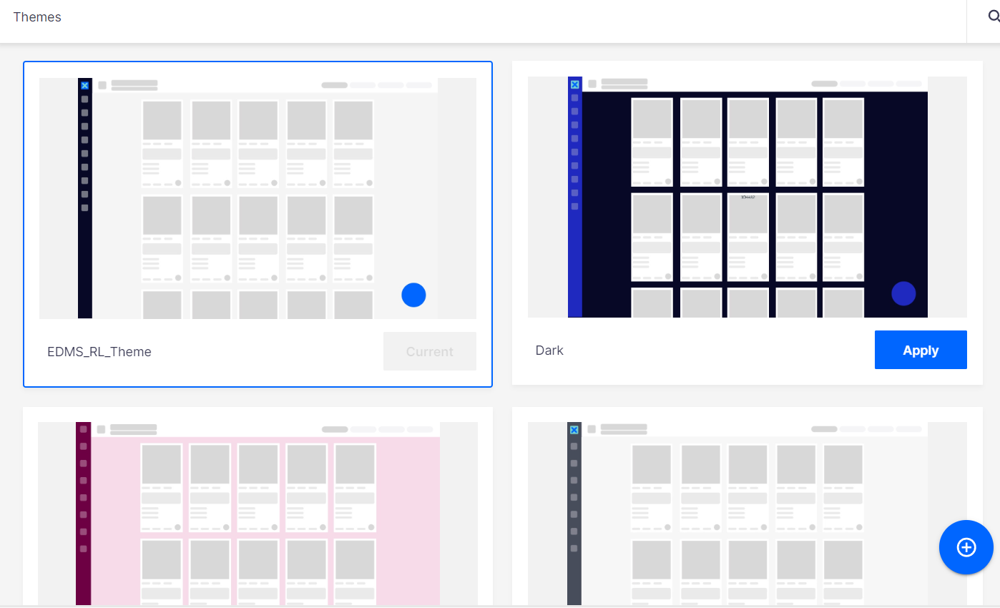 Themes
EDMS_RL_Theme
Current
Dark
Apply